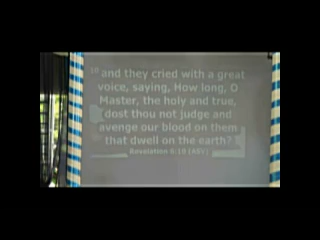 10 and they cried with a great
voice, saying, How long, O
Master, the holy and true,
dost thou not judge and
avenge our blood on them
that dwell on the earth?
Revelation 6:10 (ASV)